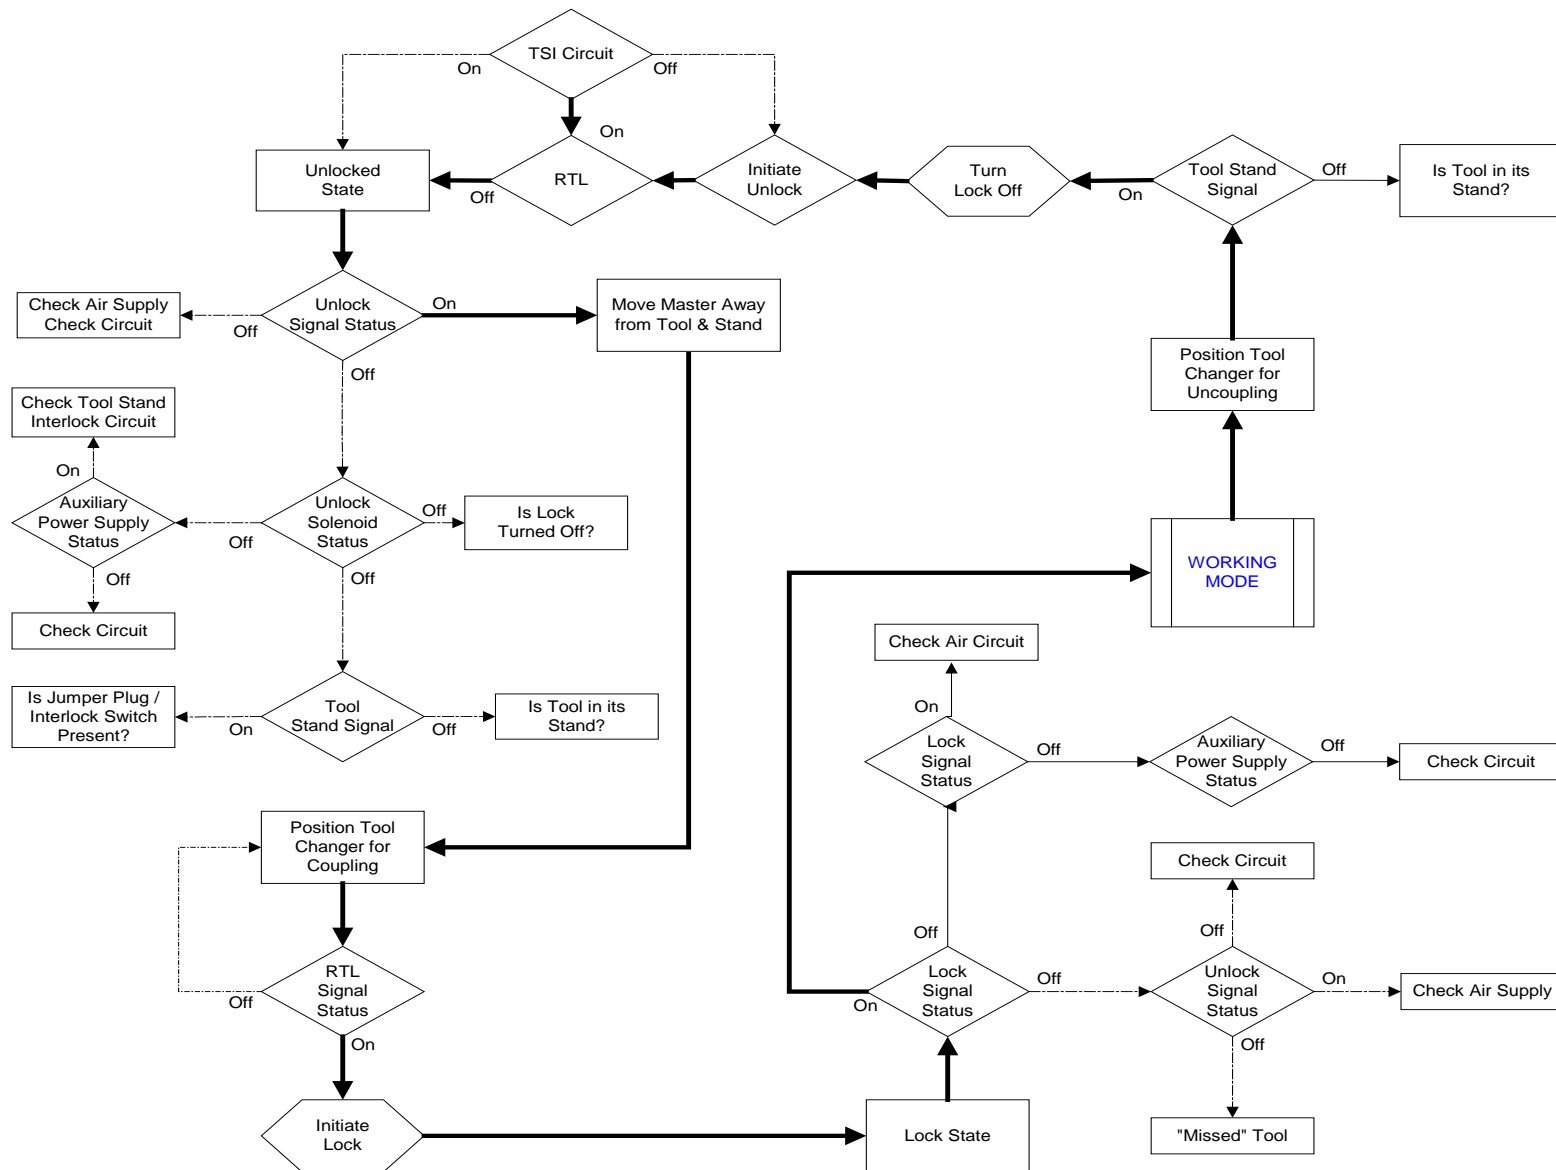 TSI Circuit
On
Off
On
Unlocked
State
Off
RTL
Initiate
Unlock
Turn
Lock Off
On
Tool Stand
Signal
Off
Is Tool in its
Stand?
Check Air Supply
Check Circuit
Off
Unlock
Signal Status
On
Off
Move Master Away
from Tool & Stand
Position Tool
Changer for
Uncoupling
Check Tool Stand
Interlock Circuit
On
Auxiliary
Power Supply
Status
Off
Check Circuit
Off
Unlock
Solenoid
Status
Off
Off
Is Lock
Turned Off?
WORKING
MODE
Is Jumper Plug /
Interlock Switch
Present?
On
Tool
Stand Signal
Off
Is Tool in its
Stand?
Check Air Circuit
On
Lock
Signal
Status
Off
Auxiliary
Power Supply
Status
Off
Check Circuit
Position Tool
Changer for
Coupling
Off
RTL
Signal
Status
On
Initiate
Lock
Off
On
Lock
Signal
Status
Off
Check Circuit
Off
Unlock
Signal
Status
On
Check Air Supply
Off
"Missed" Tool
Lock State